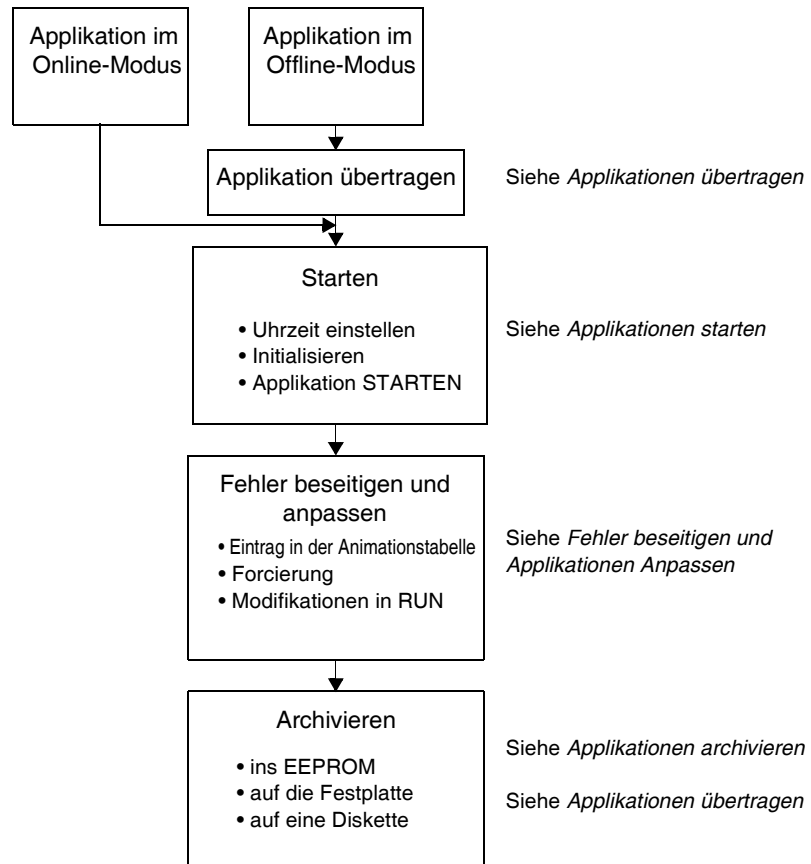 Applikation im
Online-Modus
Applikation im
Offline-Modus
Applikation übertragen
Siehe Applikationen übertragen
Starten
• Uhrzeit einstellen
• Initialisieren
• Applikation STARTEN
Siehe Applikationen starten
Fehler beseitigen und
anpassen
• Eintrag in der Animationstabelle
• Forcierung
• Modifikationen in RUN
Siehe Fehler beseitigen und
Applikationen Anpassen
Archivieren
• ins EEPROM
• auf die Festplatte
• auf eine Diskette
Siehe Applikationen archivieren
Siehe Applikationen übertragen